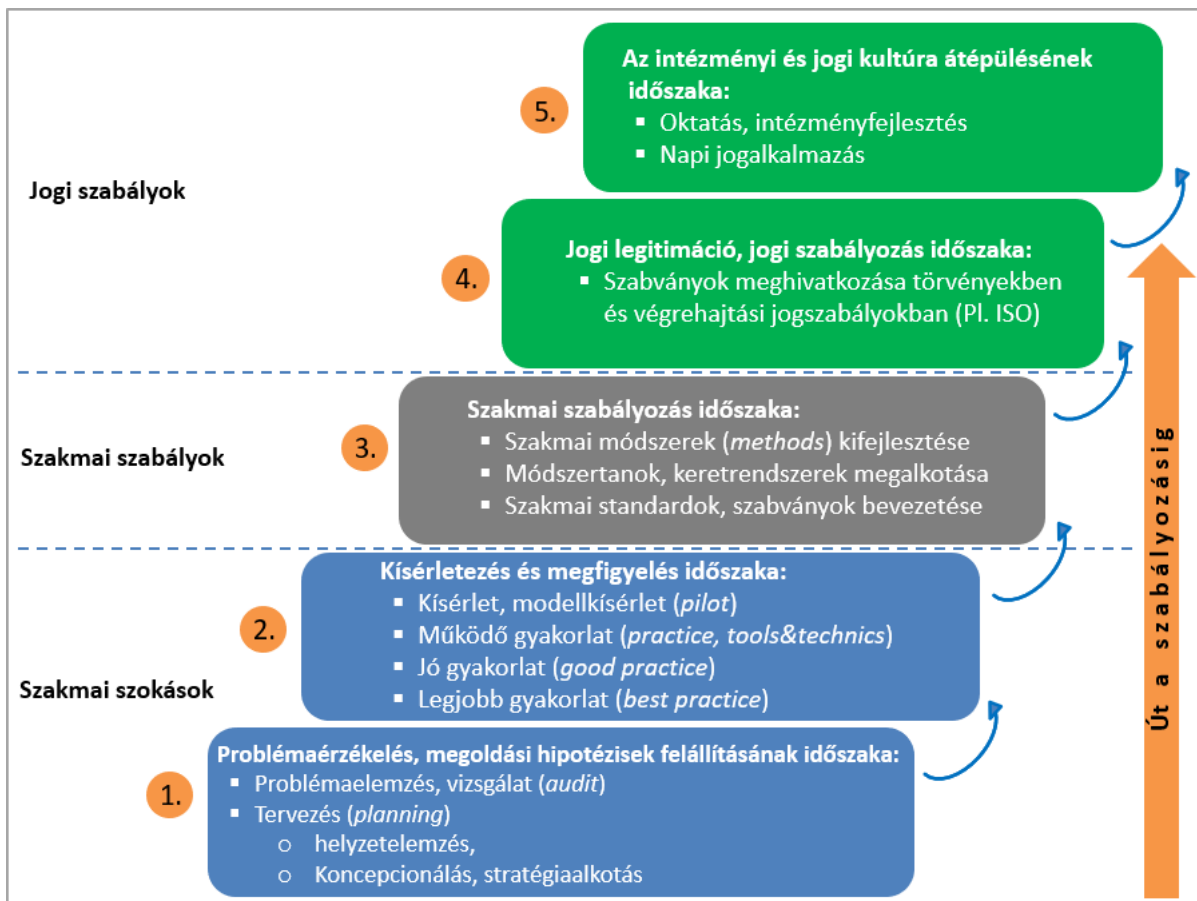 Az intézményi és jogi kultúra átépülésének
időszaka:
▪ Oktatás, intézményfejlesztés
▪ Napi jogalkalmazás
5.
Jogi szabályok
Jogi legitimáció, jogi szabályozás időszaka:
▪ Szabványok meghivatkozása törvényekben
és végrehajtási jogszabályokban (Pl. ISO)
4.
Szakmai szabályozás időszaka:
▪ Szakmai módszerek (methods) kifejlesztése
▪ Módszertanok, keretrendszerek megalkotása
▪ Szakmai standardok, szabványok bevezetése
3.
Szakmai szabályok
Kísérletezés és megfigyelés időszaka:
▪ Kísérlet, modellkísérlet (pilot)
▪ Működő gyakorlat (practice, tools&technics)
▪ Jó gyakorlat (good practice)
▪ Legjobb gyakorlat (best practice)
2.
Szakmai szokások
Problémaérzékelés, megoldási hipotézisek felállításának időszaka:
▪ Problémaelemzés, vizsgálat (audit)
▪ Tervezés (planning)
○ helyzetelemzés,
○ Koncepcionálás, stratégiaalkotás
1.
Út a szabályozásig